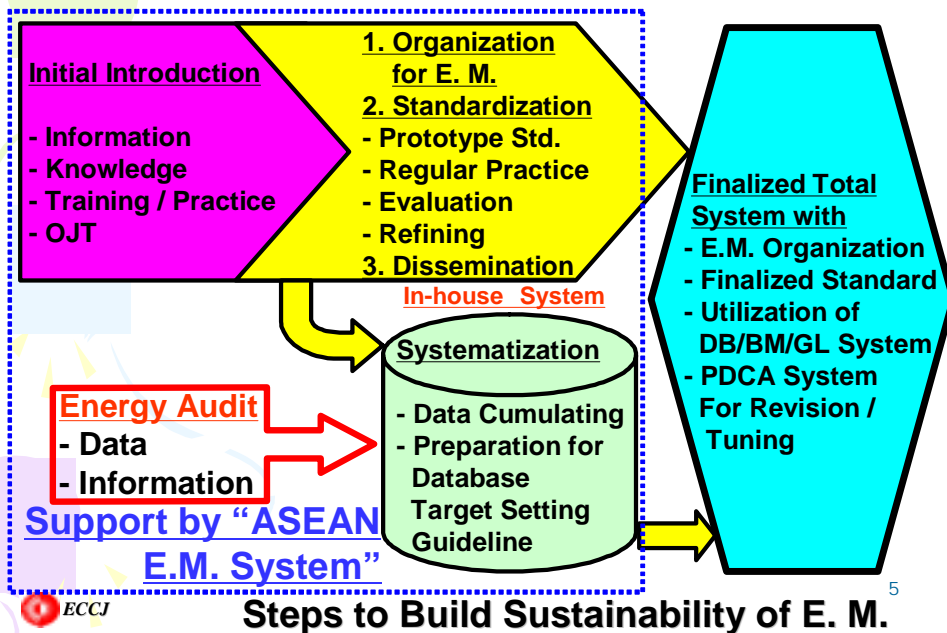 Initial Introduction
- Information
- Knowledge
- Training / Practice
- OJT
1. Organization
for E. M.
2. Standardization
- Prototype Std.
- Regular Practice
- Evaluation
- Refining
3. Dissemination
In-house System
Systematization
- Data Cumulating
- Preparation for
Database
Target Setting
Guideline
Energy Audit
- Data
- Information
Support by “ASEAN
E.M. System”
Finalized Total
System with
- E.M. Organization
- Finalized Standard
- Utilization of
DB/BM/GL System
- PDCA System
For Revision /
Tuning
ECCJ
Steps to Build Sustainability of E. M.
5